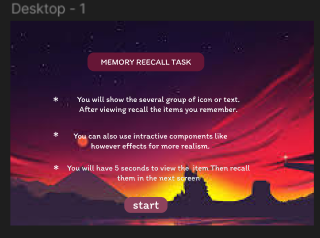 Desktop - 1
MEMORY REECALL TASK
* You will show the several group of icon or text.
After viewing recall the items you remember.
* You can also use intractive components like
however effects for more realism.
* You will have 5 seconds to view the item Then recall
them in the next screen
start